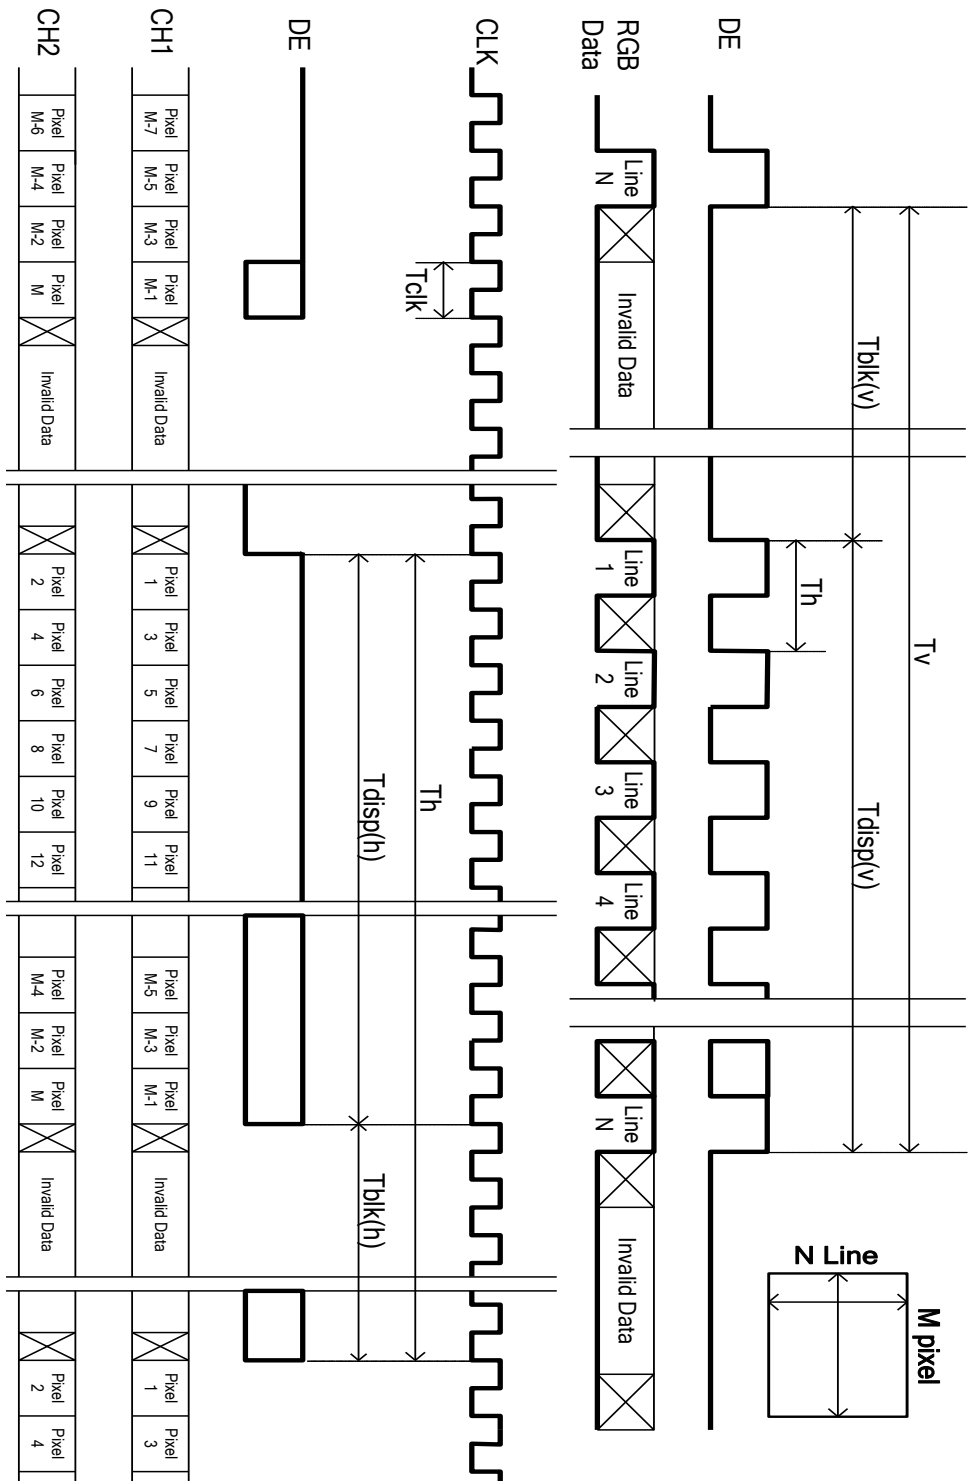 Tv
M pixel
Tblk(v)
Tdisp(v)
N Line
Th
DE
RGB
Data
Line
N
Invalid Data
Line
1
Line
2
Line
3
Line
4
Line
N
Invalid Data
CLK
Tclk
Th
Tdisp(h)
Tblk(h)
DE
CH1
Pixel
M-7
Pixel
M-5
Pixel
M-3
Pixel
M-1
Invalid Data
Pixel
1
Pixel
3
Pixel
5
Pixel
7
Pixel
9
Pixel
11
Pixel
M-5
Pixel
M-3
Pixel
M-1
Invalid Data
Pixel
1
Pixel
3
CH2
Pixel
M-6
Pixel
M-4
Pixel
M-2
Pixel
M
Invalid Data
Pixel
2
Pixel
4
Pixel
6
Pixel
8
Pixel
10
Pixel
12
Pixel
M-4
Pixel
M-2
Pixel
M
Invalid Data
Pixel
2
Pixel
4